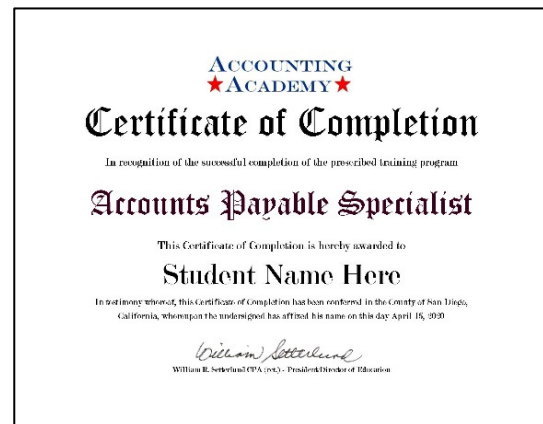 ACCOUNTING
ACADEMY
Certificate of Completion
In recognition of the successful completion of the prescribed training program
Accounts Payable Specialist
This Certificate of Completion is hereby awarded to
Student Name Here
In testimony whereof, this Certificate of Completion has been conferred in the County of San Diego,
California, whereupon the undersigned has affixed his name on this day April 15, 2020
William Setterlund
William R. Setterlund CPA (ret.) - President/Director of Education